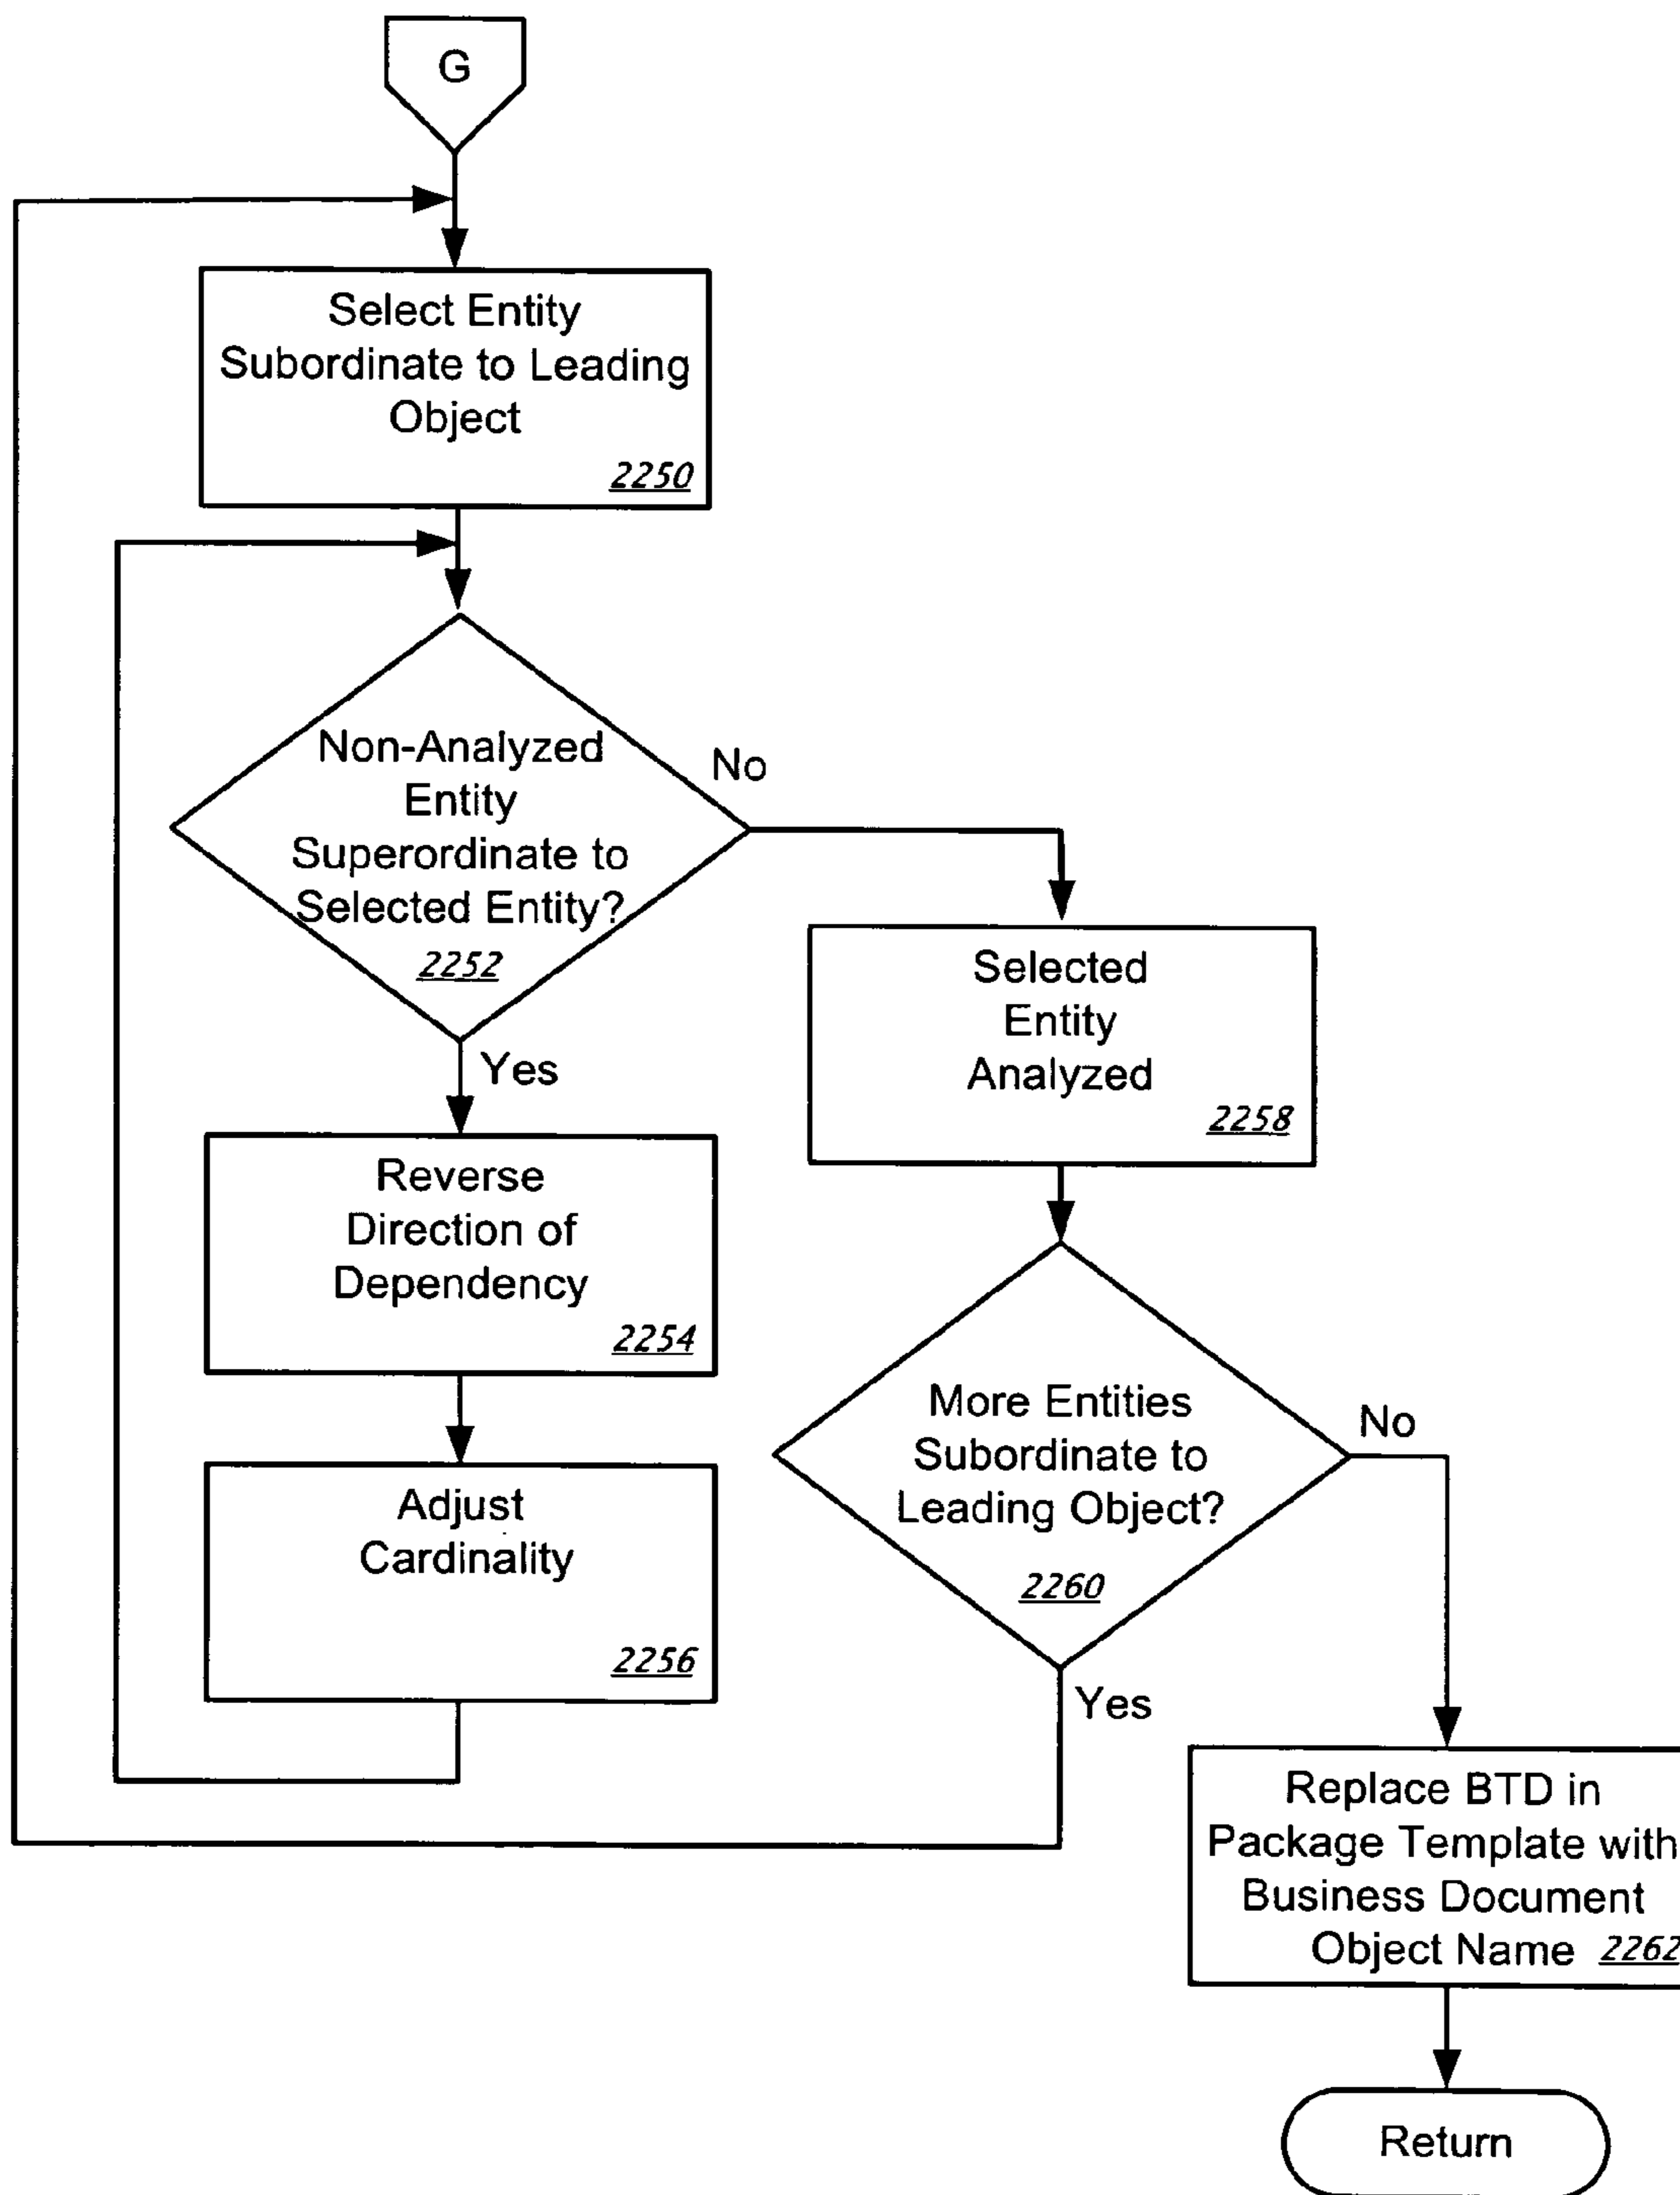 G
Select Entity
Subordinate to Leading
Object
2250
Non-Analyzed
Entity
Superordinate to
Selected Entity?
2252
No
Yes
Selected
Entity
Analyzed
2258
Reverse
Direction of
Dependency
2254
More Entities
Subordinate to
Leading Object?
2260
No
Yes
Adjust
Cardinality
2256
Replace BTD in
Package Template with
Business Document
Object Name 2262
Return